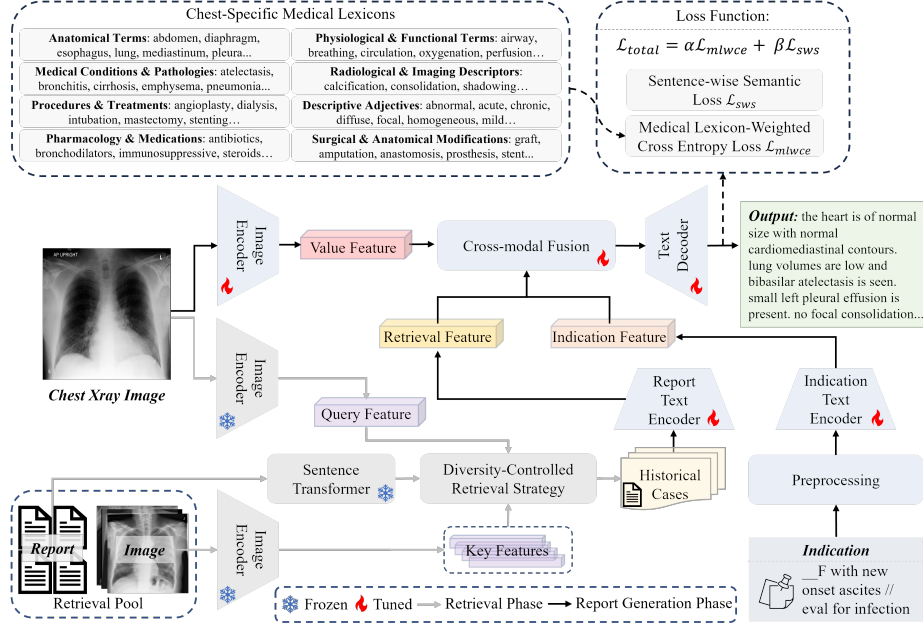 Chest-Specific Medical Lexicons
Anatomical Terms: abdomen, diaphragm,
esophagus, lung, mediastinum, pleura...
Physiological & Functional Terms: airway,
breathing, circulation, oxygenation, perfusion…
Medical Conditions & Pathologies: atelectasis,
bronchitis, cirrhosis, emphysema, pneumonia...
Radiological & Imaging Descriptors:
calcification, consolidation, shadowing…
Procedures & Treatments: angioplasty, dialysis,
intubation, mastectomy, stenting…
Descriptive Adjectives: abnormal, acute, chronic,
diffuse, focal, homogeneous, mild…
Pharmacology & Medications: antibiotics,
bronchodilators, immunosuppressive, steroids…
Surgical & Anatomical Modifications: graft,
amputation, anastomosis, prosthesis, stent...
Loss Function:
ℒ_total = αℒ_mlwce + βℒ_sws
Sentence-wise Semantic
Loss ℒ_sws
Medical Lexicon-Weighted
Cross Entropy Loss ℒ_mlwce
AP UPRIGHT
L
Chest Xray Image
Image
Encoder
Value Feature
Cross-modal Fusion
Text
Decoder
Output: the heart is of normal
size with normal
cardiomediastinal contours.
lung volumes are low and
bibasilar atelectasis is seen.
small left pleural effusion is
present. no focal consolidation...
Retrieval Feature
Indication Feature
Image
Encoder
Query Feature
Report
Text
Encoder
Indication
Text
Encoder
Sentence
Transformer
Diversity-Controlled
Retrieval Strategy
Historical
Cases
Preprocessing
Report
Image
Retrieval Pool
Image
Encoder
Key Features
Indication
__F with new
onset ascites //
eval for infection
Frozen
Tuned
Retrieval Phase
Report Generation Phase